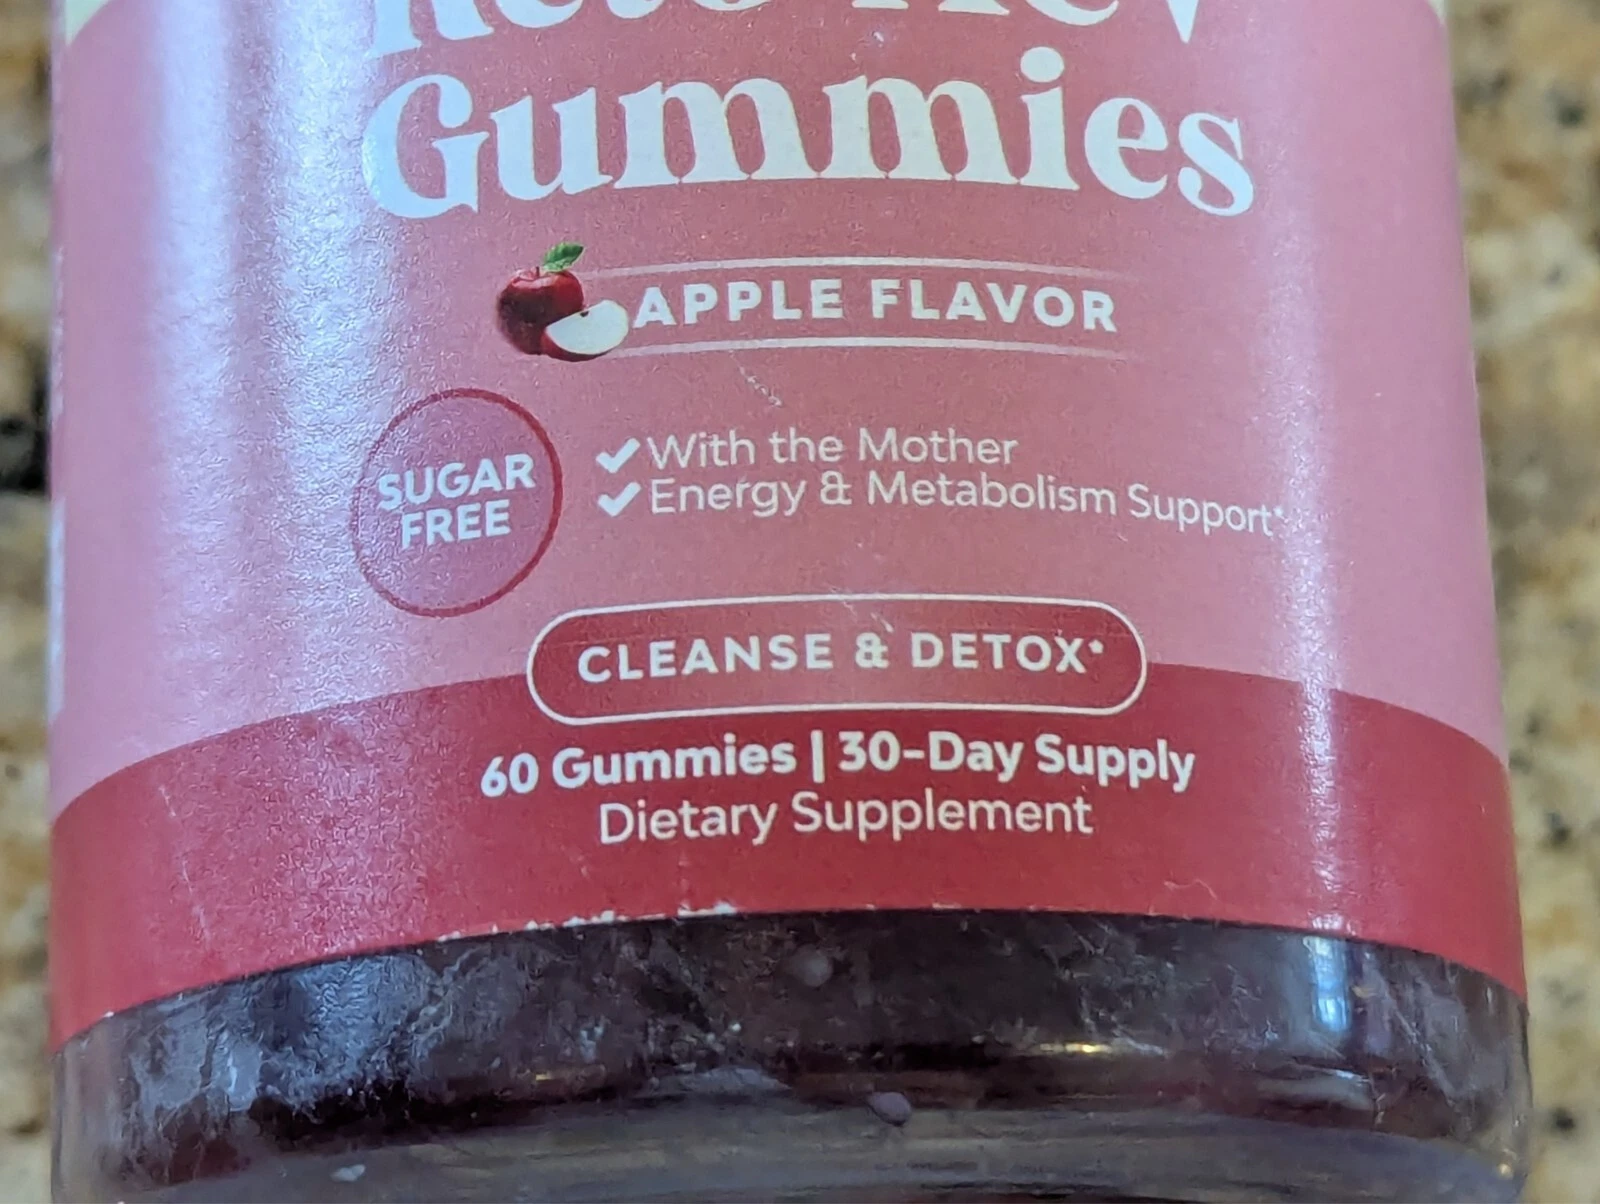 Gummies
APPLE FLAVOR
SUGAR
FREE
✔With the Mother
✔Energy & Metabolism Support*
CLEANSE & DETOX*
60 Gummies | 30-Day Supply
Dietary Supplement